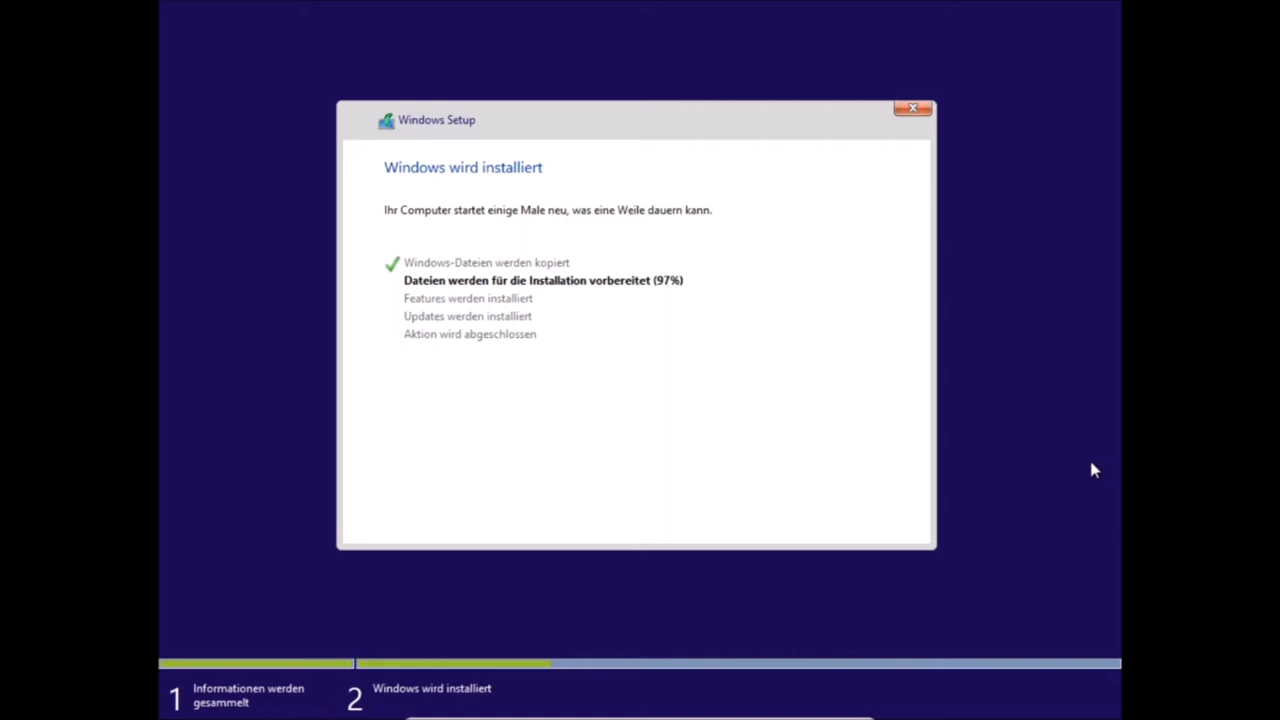 Windows Setup
Windows wird installiert
Ihr Computer startet einige Male neu, was eine Weile dauern kann.
Windows-Dateien werden kopiert
Dateien werden für die Installation vorbereitet (97%)
Features werden installiert
Updates werden installiert
Aktion wird abgeschlossen
1 Informationen werden
gesammelt
2 Windows wird installiert